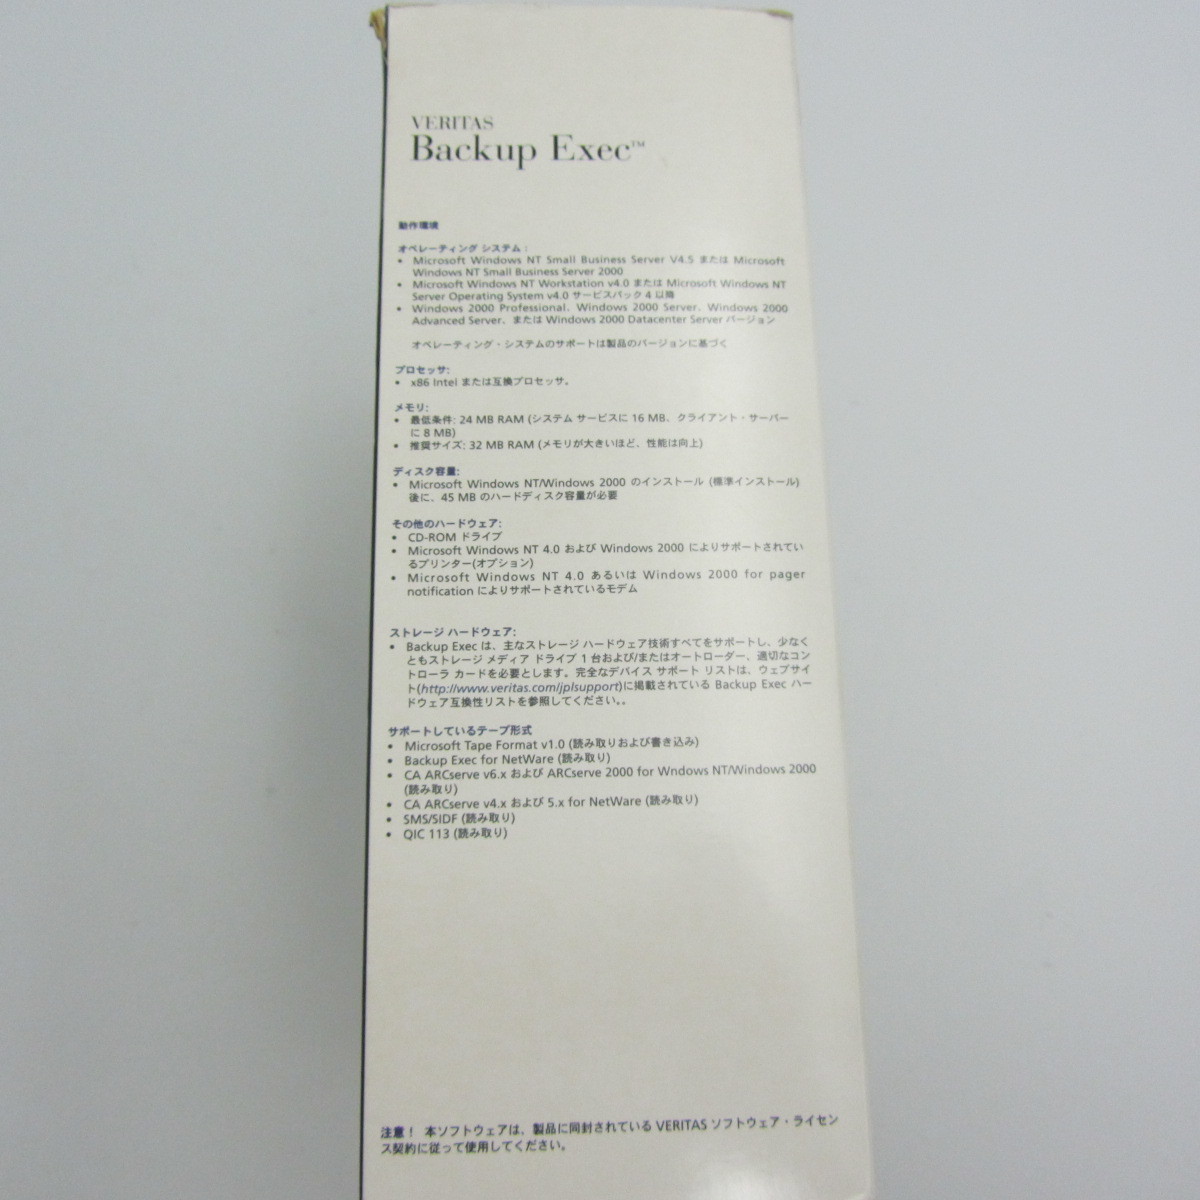 VERITAS
Backup Exec™
動作環境
オペレーティング システム :
• Microsoft Windows NT Small Business Server V4.5 または Microsoft
Windows NT Small Business Server 2000
• Microsoft Windows NT Workstation v4.0 または Microsoft Windows NT
Server Operating System v4.0 サービスパック 4 以降
• Windows 2000 Professional、Windows 2000 Server、Windows 2000
Advanced Server、または Windows 2000 Datacenter Server バージョン
オペレーティング・システムのサポートは製品のバージョンに基づく
プロセッサ:
• x86 Intel または互換プロセッサ。
メモリ:
• 最低条件: 24 MB RAM (システム サービスに 16 MB、クライアント・サーバー
に 8 MB)
• 推奨サイズ: 32 MB RAM (メモリが大きいほど、性能は向上)
ディスク容量:
• Microsoft Windows NT/Windows 2000 のインストール (標準インストール)
後に、45 MB のハードディスク容量が必要
その他のハードウェア:
• CD-ROM ドライブ
• Microsoft Windows NT 4.0 および Windows 2000 によりサポートされてい
るプリンター(オプション)
• Microsoft Windows NT 4.0 あるいは Windows 2000 for pager
notification によりサポートされているモデム
ストレージ ハードウェア:
• Backup Exec は、主なストレージ ハードウェア技術すべてをサポートし、少なく
ともストレージ メディア ドライブ 1 台および/またはオートローダー、適切なコン
トローラ カードを必要とします。完全なデバイス サポート リストは、ウェブサイ
ト(http://www.veritas.com/jplsupport)に掲載されている Backup Exec ハー
ドウェア互換性リストを参照してください。。
サポートしているテープ形式
• Microsoft Tape Format v1.0 (読み取りおよび書き込み)
• Backup Exec for NetWare (読み取り)
• CA ARCserve v6.x および ARCserve 2000 for Wndows NT/Windows 2000
(読み取り)
• CA ARCserve v4.x および 5.x for NetWare (読み取り)
• SMS/SIDF (読み取り)
• QIC 113 (読み取り)
注意！ 本ソフトウェアは、製品に同封されている VERITAS ソフトウェア・ライセン
ス契約に従って使用してください。